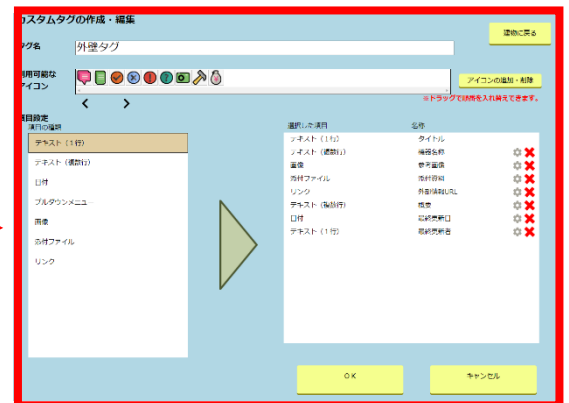 カスタムタグの作成・編集
建物に戻る
タグ名
外壁タグ
利用可能な
アイコン
アイコンの追加・削除
※ドラッグで順番を入れ替えできます。
項目設定
項目の種類
選択した項目 名称
テキスト（1行）
テキスト（複数行）
日付
プルダウンメニュー
画像
添付ファイル
リンク
テキスト（1行） タイトル
テキスト（複数行） 機器名称
画像 参考画像
添付ファイル 添付資料
リンク 外部情報URL
テキスト（複数行） 概要
日付 最終更新日
テキスト（1行） 最終更新者
OK
キャンセル